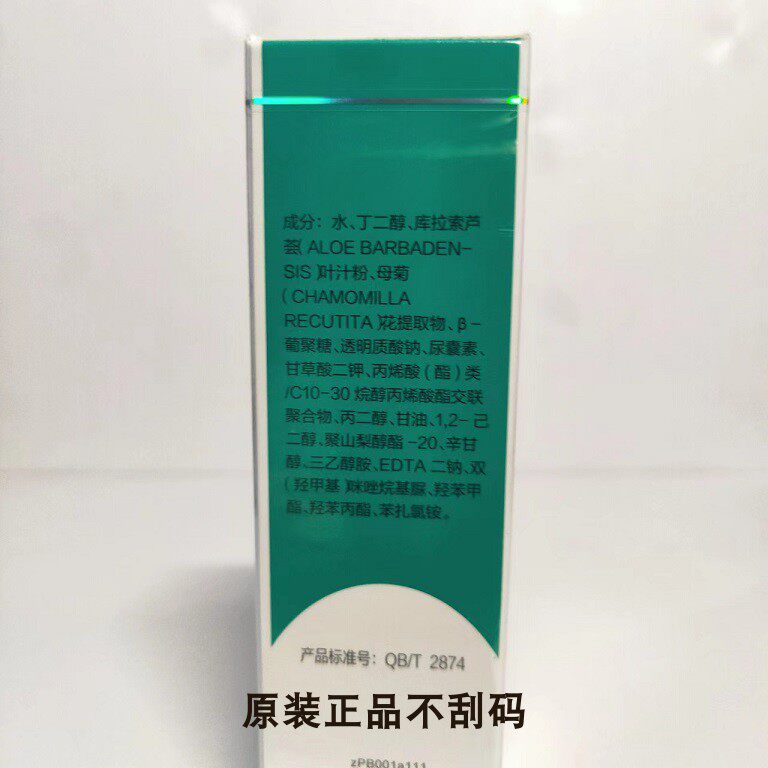 成分：水、丁二醇、库拉索芦
荟( ALOE BARBADEN-
SIS )叶汁粉、母菊
( CHAMOMILLA
RECUTITA )花提取物、β-
葡聚糖、透明质酸钠、尿囊素、
甘草酸二钾、丙烯酸（酯）类
/C10-30 烷醇丙烯酸酯交联
聚合物、丙二醇、甘油、1,2-己
二醇、聚山梨醇酯 -20、辛甘
醇、三乙醇胺、EDTA 二钠、双
（羟甲基）咪唑烷基脲、羟苯甲
酯、羟苯丙酯、苯扎氯铵。
产品标准号：QB/T 2874
原装正品不刮码
zPB001a111